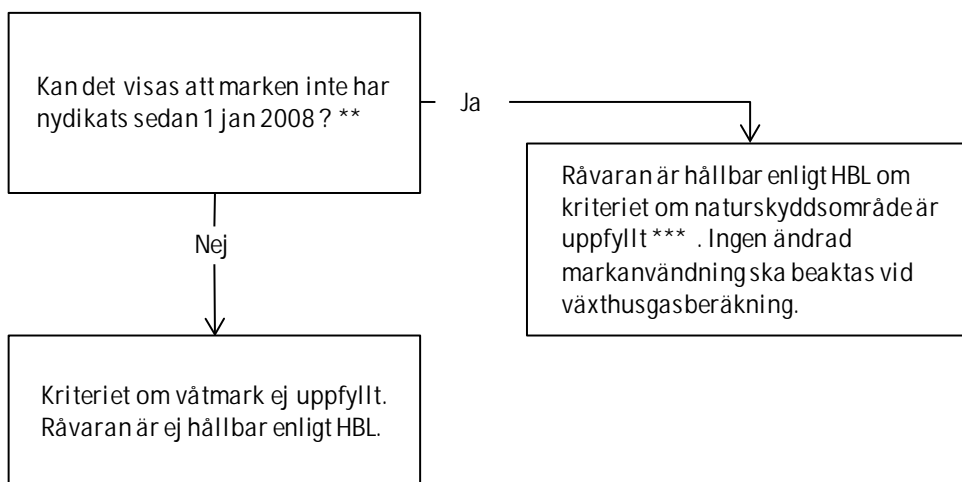 Kan det visas att marken inte har
nydikats sedan 1 jan 2008? **
Ja
Råvaran är hållbar enligt HBL om
kriteriet om naturskyddsområde är
uppfyllt ***. Ingen ändrad
markanvändning ska beaktas vid
växthusgasberäkning.
Nej
Kriteriet om våtmark ej uppfyllt.
Råvaran är ej hållbar enligt HBL.